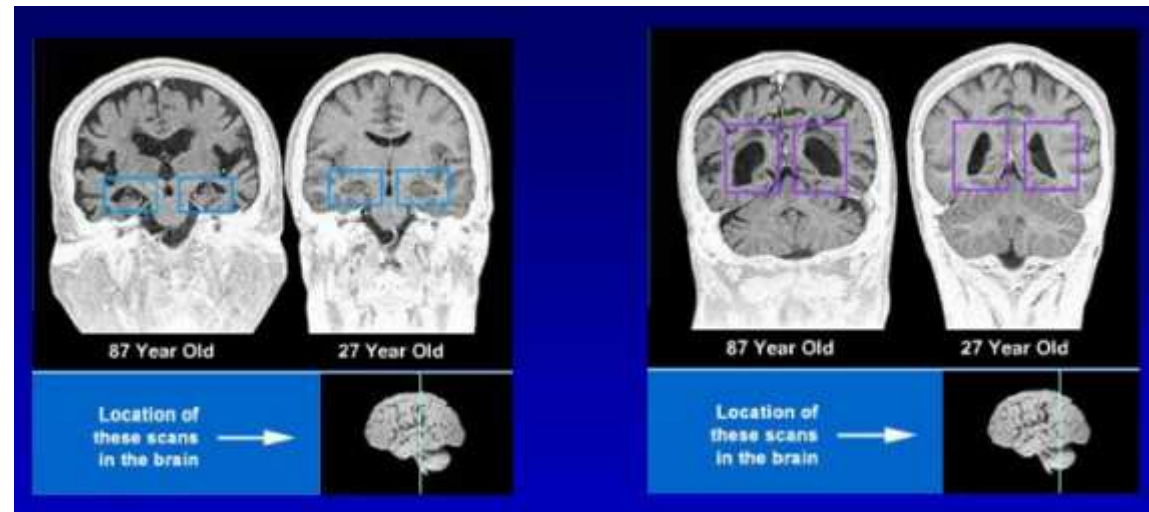 87 Year Old
27 Year Old
Location of
these scans
in the brain
87 Year Old
27 Year Old
Location of
these scans
in the brain